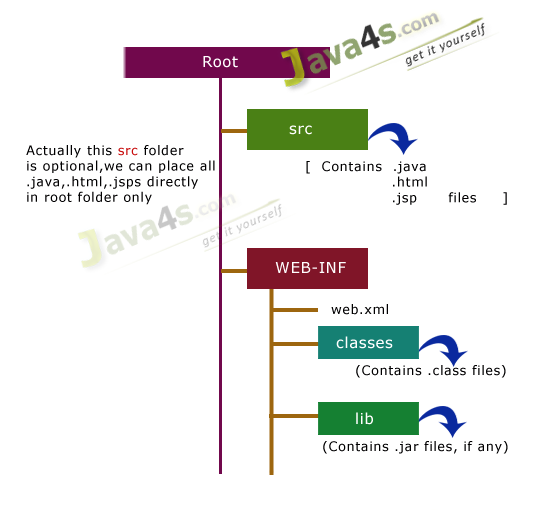 Java4s.com
get it yourself
Root
src
Actually this src folder
is optional,we can place all
.java,.html,.jsps directly
in root folder only
[ Contains .java
.html
.jsp files ]
Java4s.com
get it yourself
WEB-INF
web.xml
classes
(Contains .class files)
lib
(Contains .jar files, if any)